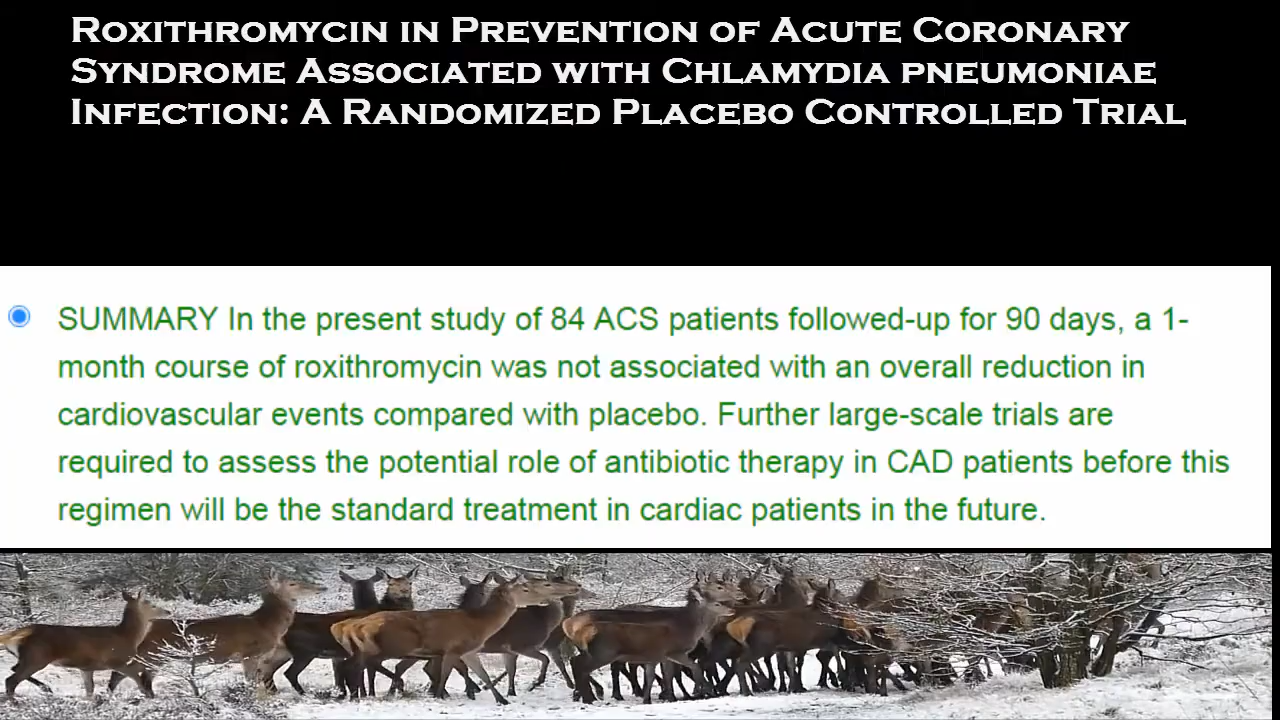 Roxithromycin in Prevention of Acute Coronary
Syndrome Associated with Chlamydia pneumoniae
Infection: A Randomized Placebo Controlled Trial
SUMMARY In the present study of 84 ACS patients followed-up for 90 days, a 1-
month course of roxithromycin was not associated with an overall reduction in
cardiovascular events compared with placebo. Further large-scale trials are
required to assess the potential role of antibiotic therapy in CAD patients before this
regimen will be the standard treatment in cardiac patients in the future.